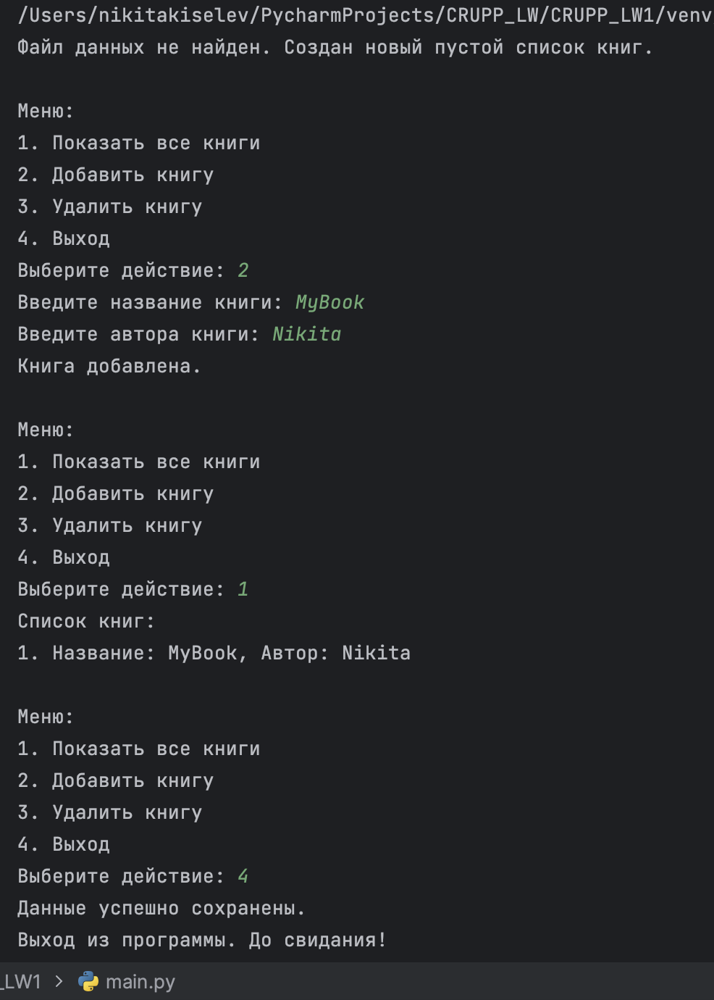 /Users/nikitakiselev/PycharmProjects/CRUPP_LW/CRUPP_LW1/venv
Файл данных не найден. Создан новый пустой список книг.
Меню:
1. Показать все книги
2. Добавить книгу
3. Удалить книгу
4. Выход
Выберите действие: 2
Введите название книги: MyBook
Введите автора книги: Nikita
Книга добавлена.
Меню:
1. Показать все книги
2. Добавить книгу
3. Удалить книгу
4. Выход
Выберите действие: 1
Список книг:
1. Название: MyBook, Автор: Nikita
Меню:
1. Показать все книги
2. Добавить книгу
3. Удалить книгу
4. Выход
Выберите действие: 4
Данные успешно сохранены.
Выход из программы. До свидания!
_LW1 > main.py